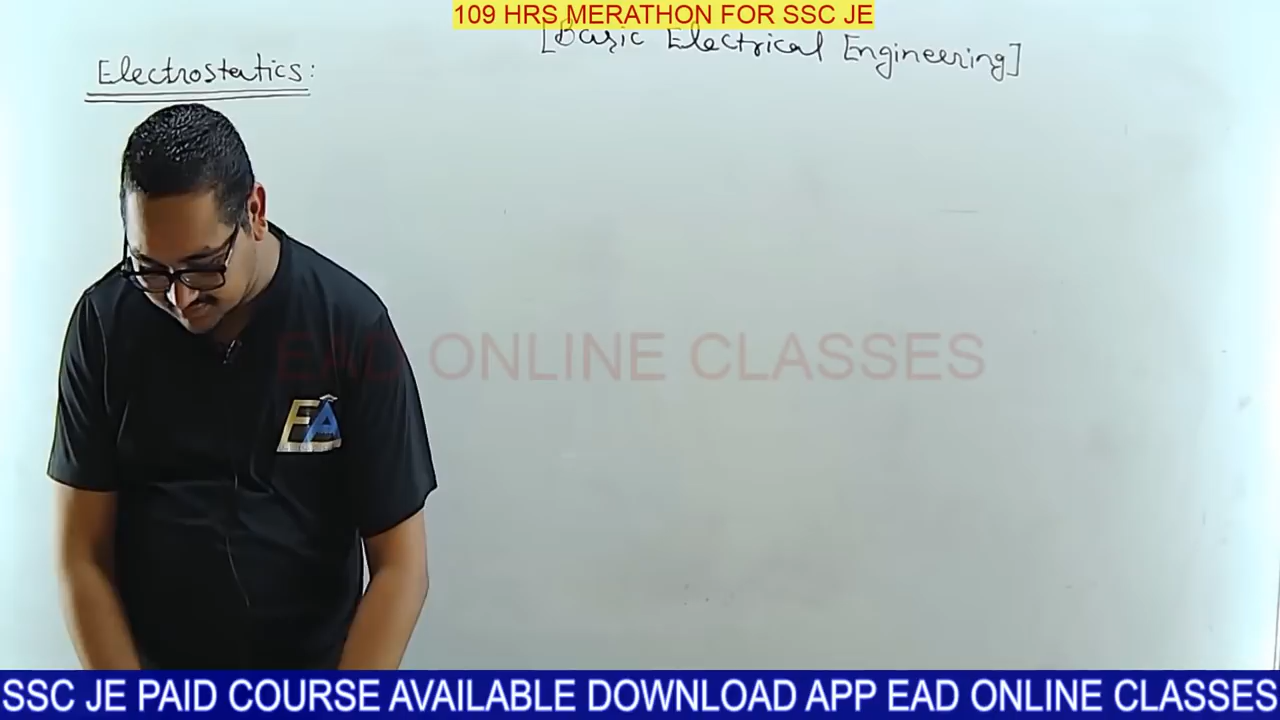 109 HRS MERATHON FOR SSC JE
[Basic Electrical Engineering]
Electrostatics:
EAD ONLINE CLASSES
EA
SSC JE PAID COURSE AVAILABLE DOWNLOAD APP EAD ONLINE CLASSES